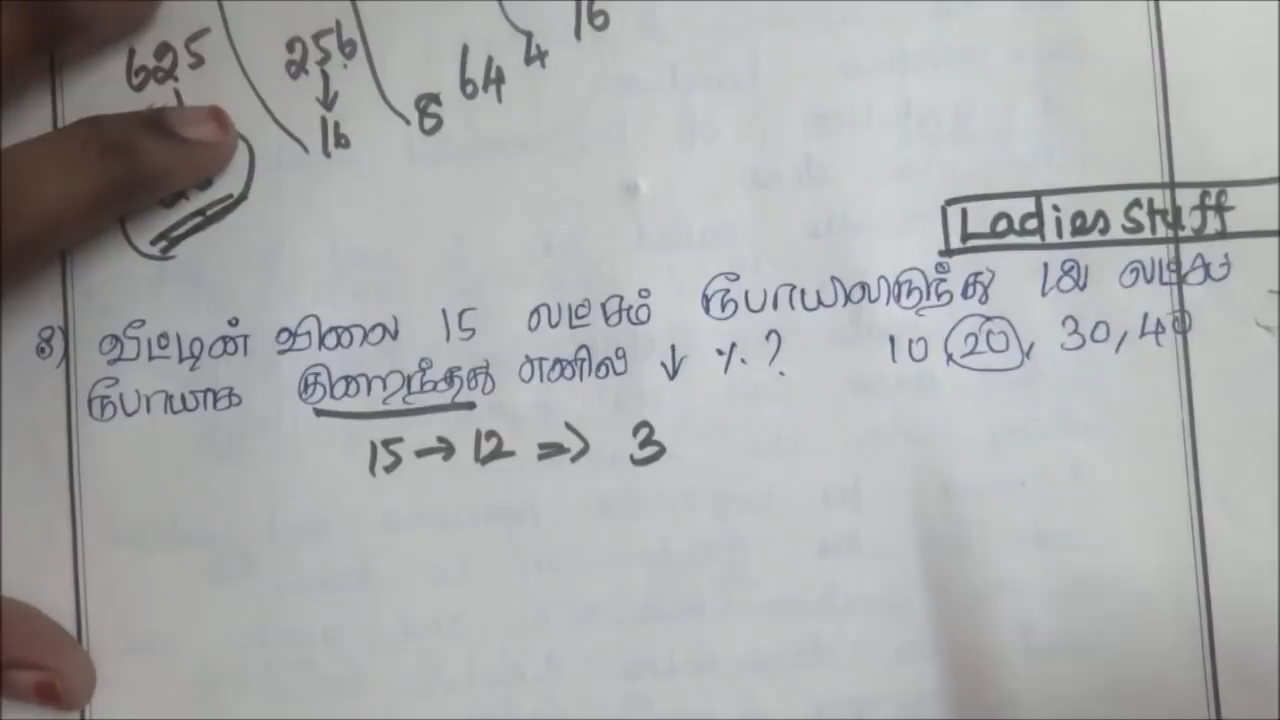 625 256 8 64 4 16
16
Ladies Stuff
8) வீட்டின் விலை 15 லட்சம் ரூபாயிலிருந்து 12 லட்ச
ரூபாயாக குறைந்தது எனில் ↓ %? 10, 20, 30, 40
15 → 12 => 3